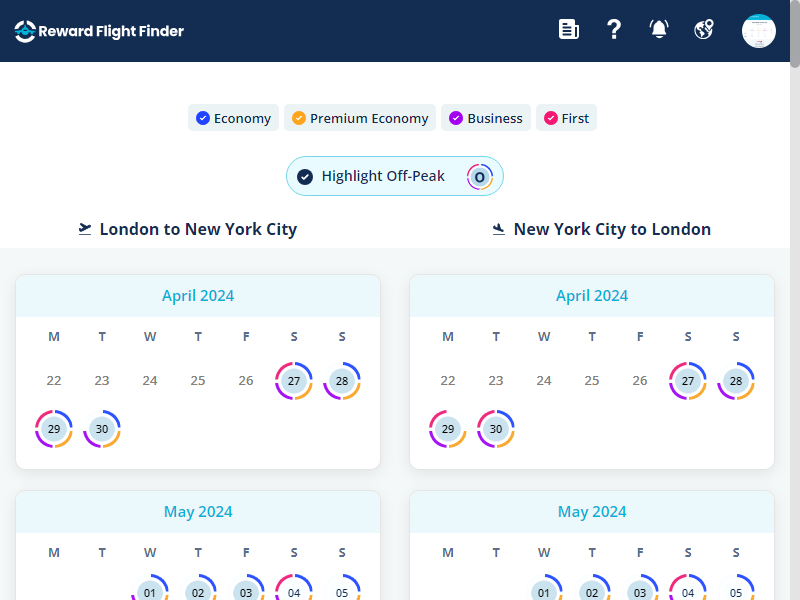 Reward Flight Finder
Economy Premium Economy Business First
Highlight Off-Peak O
London to New York City
New York City to London
April 2024
M T W T F S S
22 23 24 25 26 27 28
29 30
April 2024
M T W T F S S
22 23 24 25 26 27 28
29 30
May 2024
M T W T F S S
01 02 03 04 05
May 2024
M T W T F S S
01 02 03 04 05